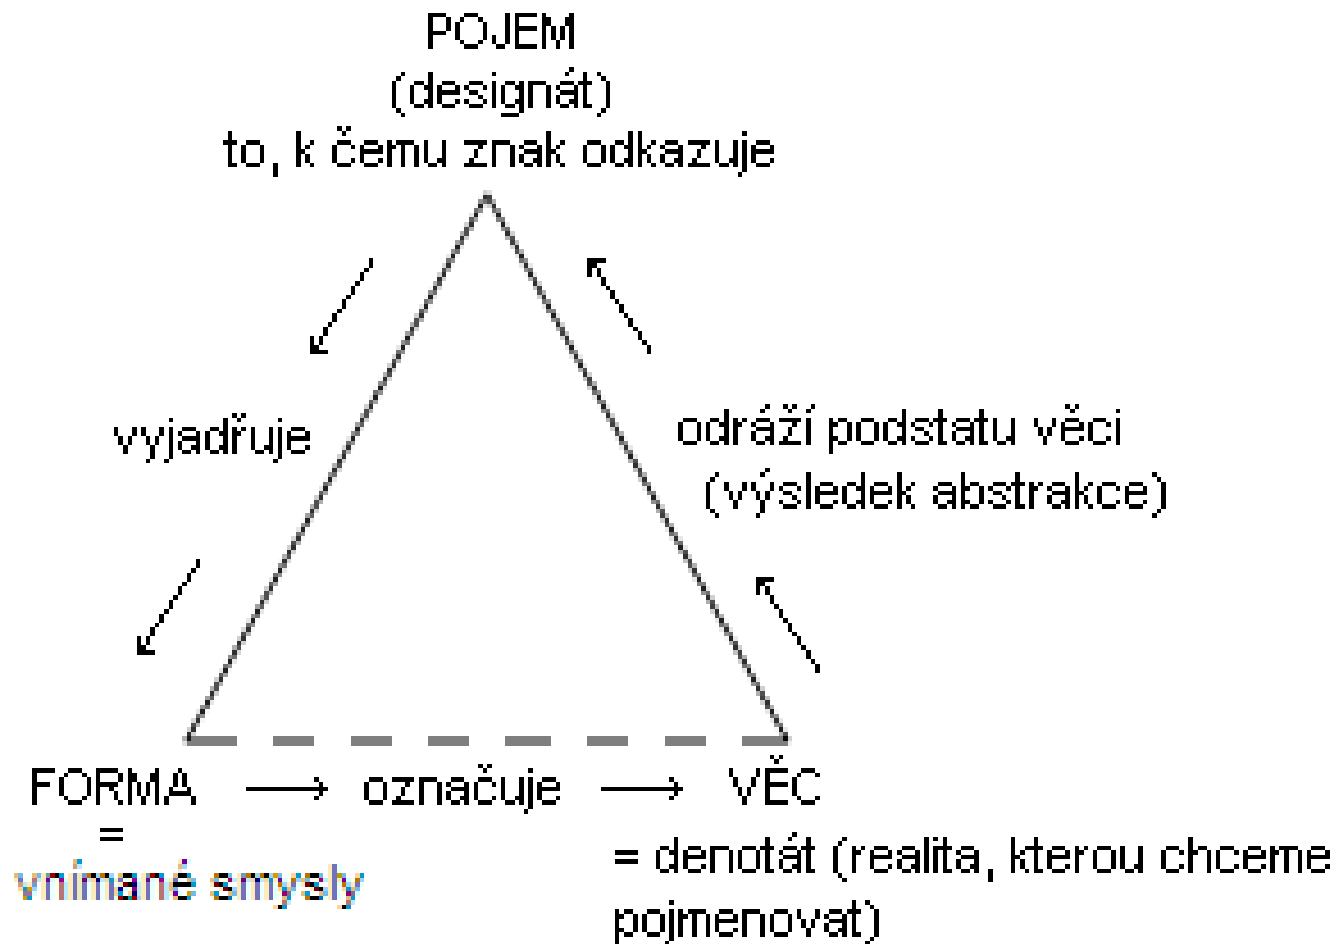 POJEM
(designát)
to, k čemu znak odkazuje
vyjadřuje
odráží podstatu věci
(výsledek abstrakce)
FORMA → označuje → VĚC
=
vnímané smysly
= denotát (realita, kterou chceme
pojmenovat)